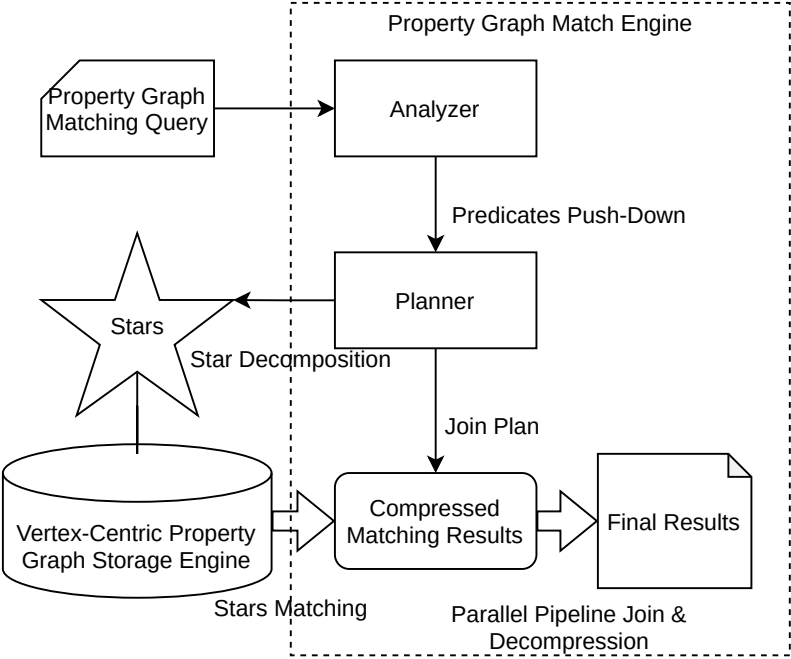 Property Graph Match Engine
Property Graph
Matching Query
Analyzer
Predicates Push-Down
Planner
Stars
Star Decomposition
Join Plan
Vertex-Centric Property
Graph Storage Engine
Compressed
Matching Results
Final Results
Stars Matching
Parallel Pipeline Join &
Decompression